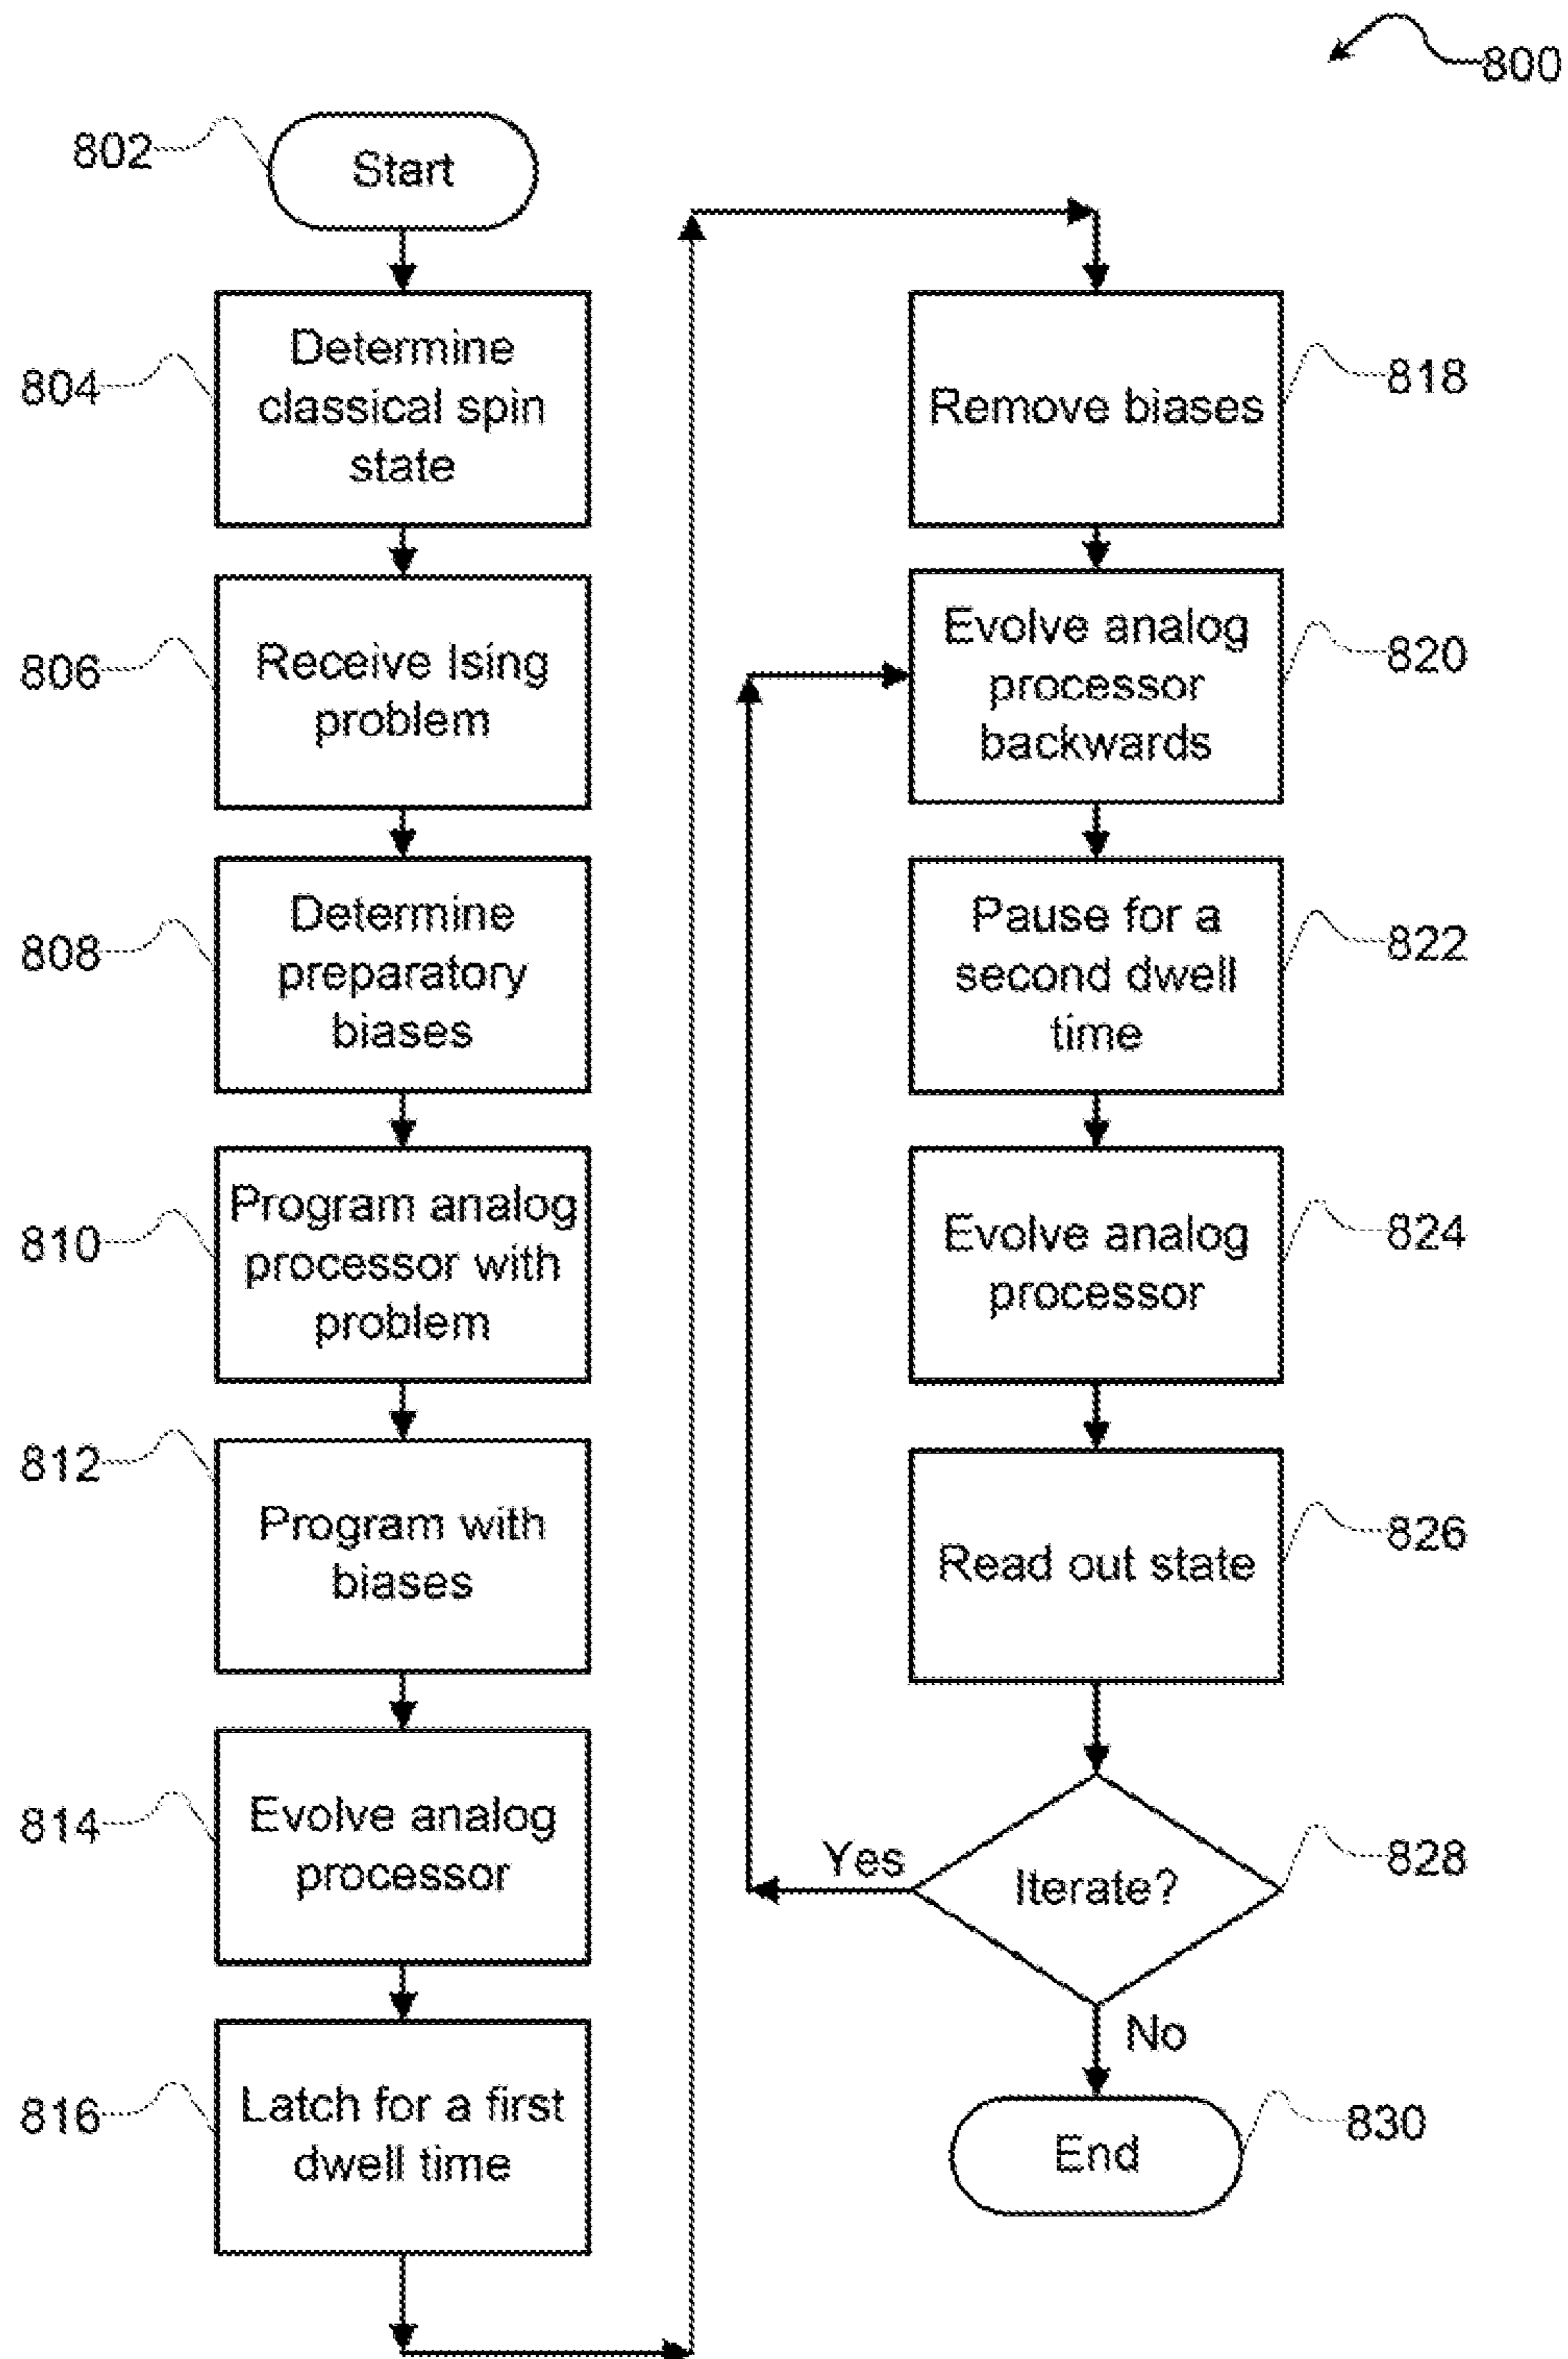 800
802
Start
804
Determine
classical spin
state
806
Receive Ising
problem
808
Determine
preparatory
biases
810
Program analog
processor with
problem
812
Program with
biases
814
Evolve analog
processor
816
Latch for a first
dwell time
818
Remove biases
820
Evolve analog
processor
backwards
822
Pause for a
second dwell
time
824
Evolve analog
processor
826
Read out state
828
Iterate?
Yes
No
830
End